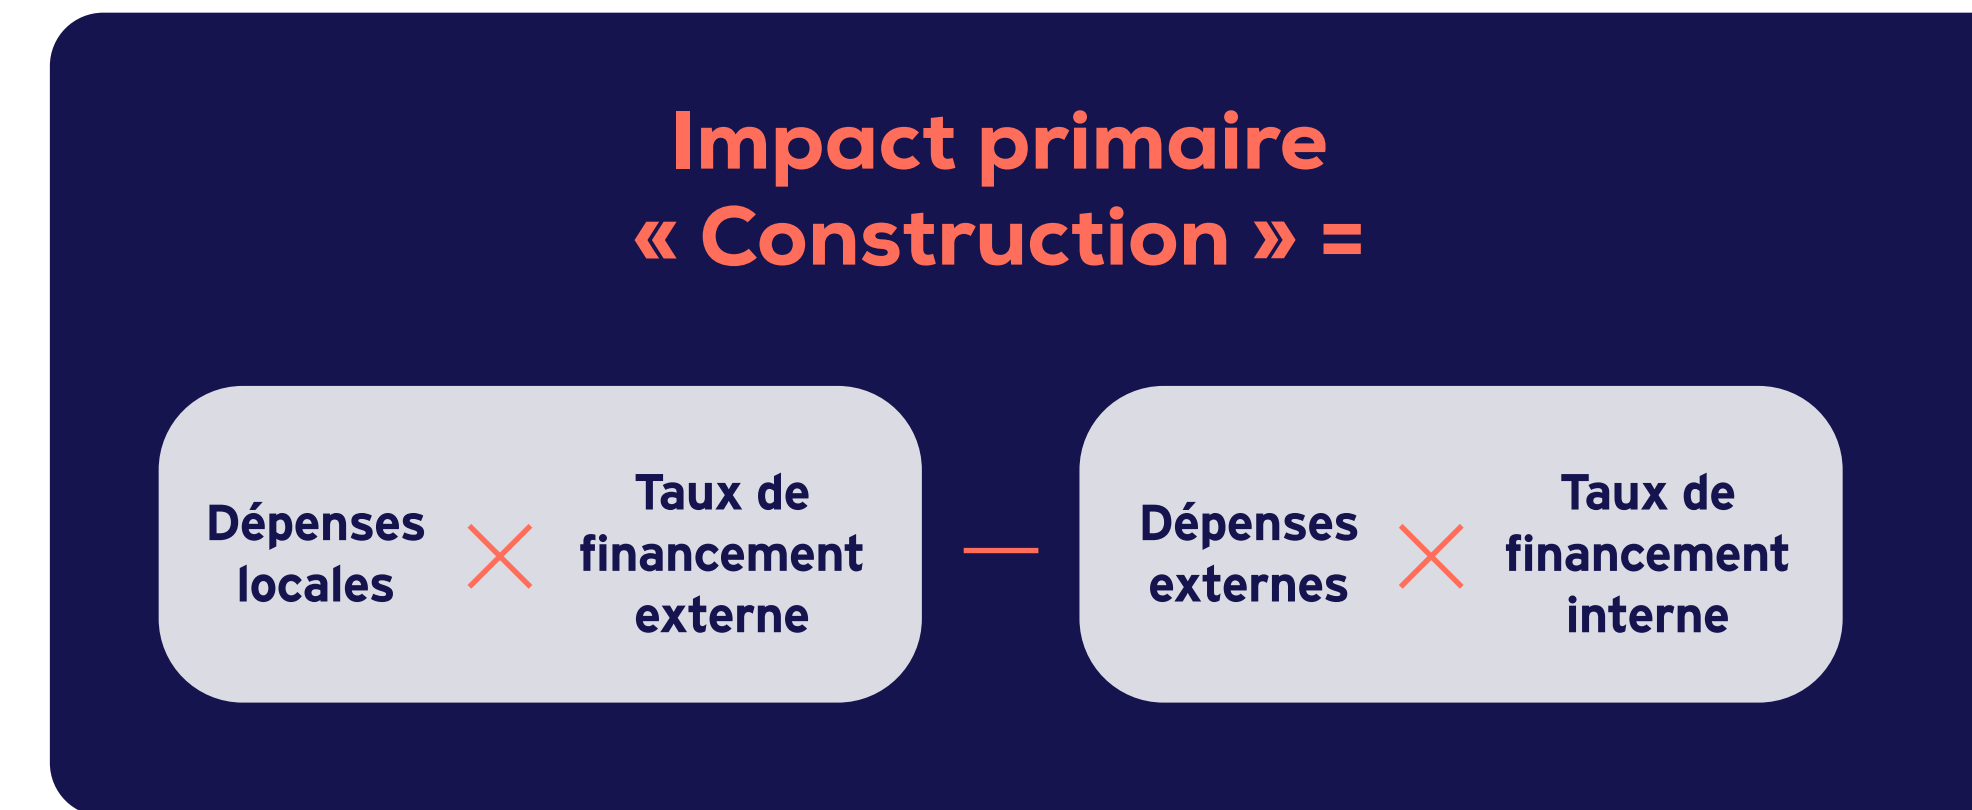 Impact primaire
« Construction » =
Dépenses
locales
×
Taux de
financement
externe
—
Dépenses
externes
×
Taux de
financement
interne